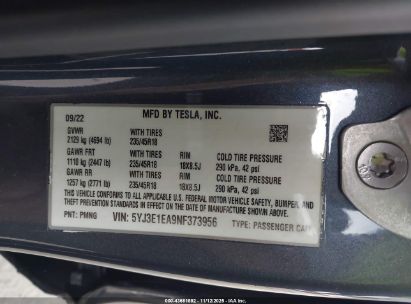 09/22 MFD BY TESLA, INC.
GVWR WITH TIRES
2129 kg (4694 lb) 235/45R18
GAWR FRT WITH TIRES RIM COLD TIRE PRESSURE
1110 kg (2447 lb) 235/45R18 18X8.5J 290 kPa, 42 psi
GAWR RR WITH TIRES RIM COLD TIRE PRESSURE
1257 kg (2771 lb) 235/45R18 18X8.5J 290 kPa, 42 psi
THIS VEHICLE CONFORMS TO ALL APPLICABLE U.S. FEDERAL MOTOR VEHICLE SAFETY, BUMPER, AND
THEFT PREVENTION STANDARDS IN EFFECT ON THE DATE OF MANUFACTURE SHOWN ABOVE.
PNT: PMNG VIN: 5YJ3E1EA9NF373956 TYPE: PASSENGER CAR